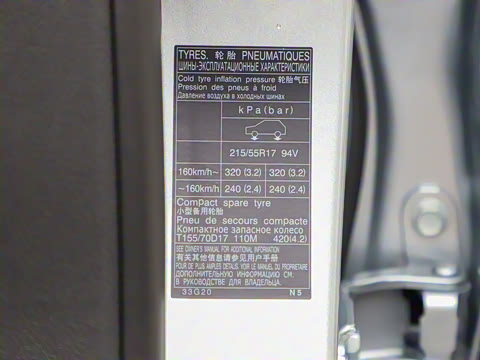 TYRES 轮胎 PNEUMATIQUES
ШИНЫ-ЭКСПЛУАТАЦИОННЫЕ ХАРАКТЕРИСТИКИ
Cold tyre inflation pressure 轮胎气压
Pression des pneus à froid
Давление воздуха в холодных шинах
kPa(bar)
215/55R17 94V
160km/h~ 320 (3.2) 320 (3.2)
~160km/h 240 (2.4) 240 (2.4)
Compact spare tyre
小型备用轮胎
Pneu de secours compacte
Компактное запасное колесо
T155/70D17 110M 420(4.2)
SEE OWNER'S MANUAL FOR ADDITIONAL INFORMATION
有关其他信息请参见用户手册
POUR DE PLUS AMPLES DETAILS. VOIR LE MANUEL DU PROPRIETAIRE
ДОПОЛНИТЕЛЬНУЮ ИНФОРМАЦИЮ СМ.
В РУКОВОДСТВЕ ДЛЯ ВЛАДЕЛЬЦА.
33G20 N5